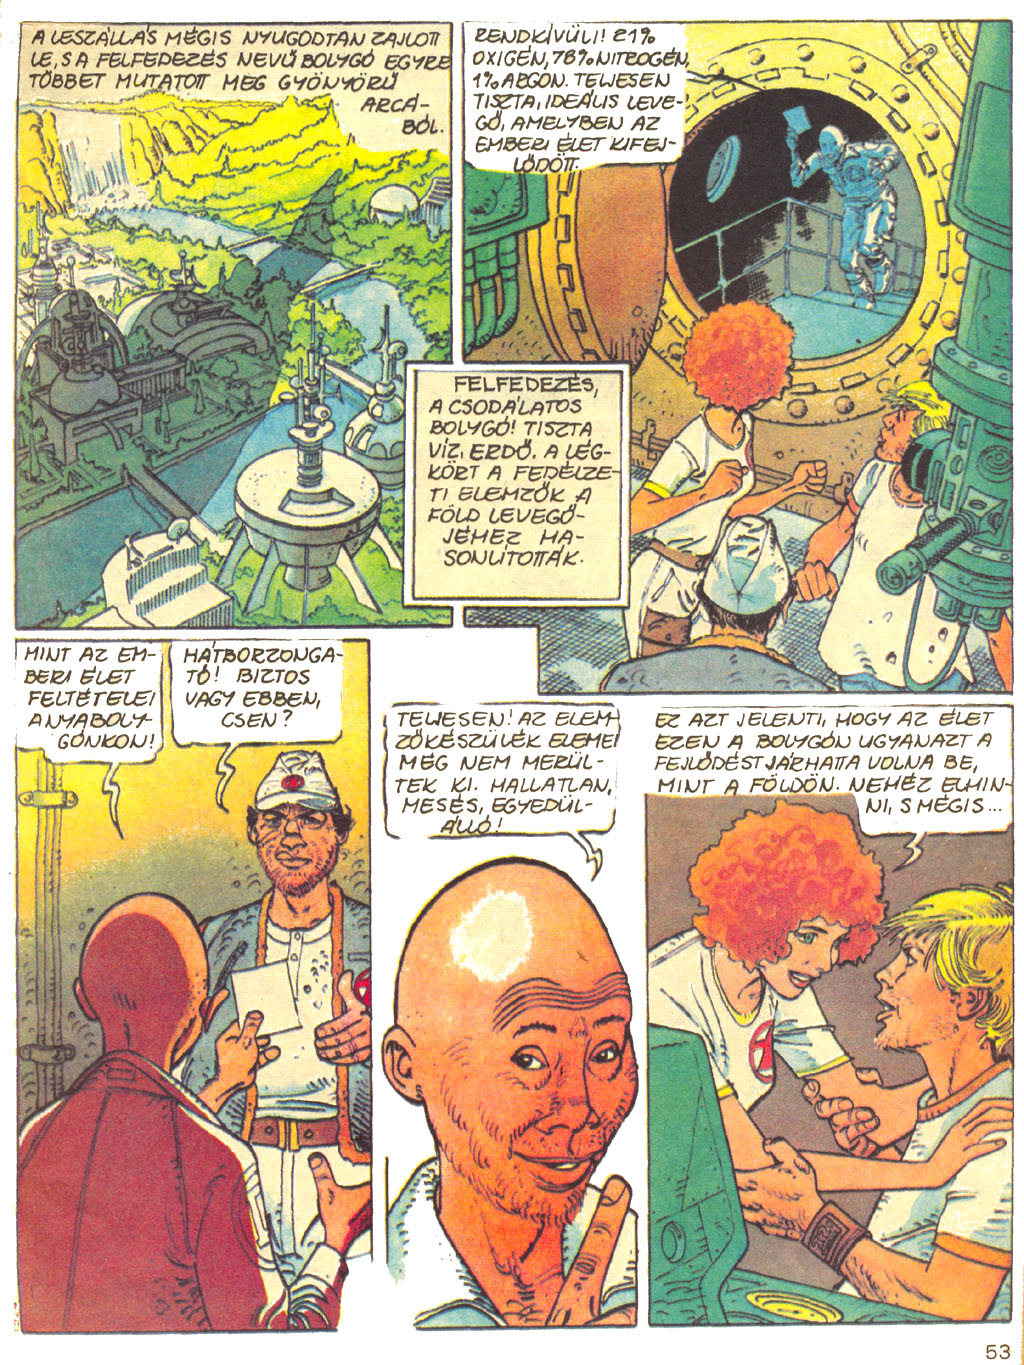 A LESZÁLLÁS MÉGIS NYUGODTAN ZAJLOTT
LE, S A FELFEDEZÉS NEVŰ BOLYGÓ EGYRE
TÖBBET MUTATOTT MEG GYÖNYÖRŰ
ARCÁ-
BÓL.
RENDKÍVÜLI! 21%
OXIGÉN, 78% NITROGÉN,
1% ARGON. TELJESEN
TISZTA, IDEÁLIS LEVE-
GŐ, AMELYBEN AZ
EMBERI ÉLET KIFEJ-
LŐDÖTT.
FELFEDEZÉS,
A CSODÁLATOS
BOLYGÓ! TISZTA
VÍZ, ERDŐ. A LÉG-
KÖRT A FEDÉLZE-
TI ELEMZŐK A
FÖLD LEVEGŐ-
JÉHEZ HA-
SONLÍTOTTÁK.
MINT AZ EM-
BERI ÉLET
FELTÉTELEI
A NYABOLY-
GÓNKON!
HÁTBORZONGA-
TÓ! BIZTOS
VAGY EBBEN,
CSEN?
TELJESEN! AZ ELEM-
ZŐKÉSZÜLÉK ELEMEI
MÉG NEM MERÜL-
TEK KI. HALLATLAN,
MESÉS, EGYEDÜL-
ÁLLÓ!
EZ AZT JELENTI, HOGY AZ ÉLET
EZEN A BOLYGÓN UGYANAZT A
FEJLŐDÉST JÁRHATTA VOLNA BE,
MINT A FÖLDÖN. NEHÉZ ELHIN-
NI, S MÉGIS...
53